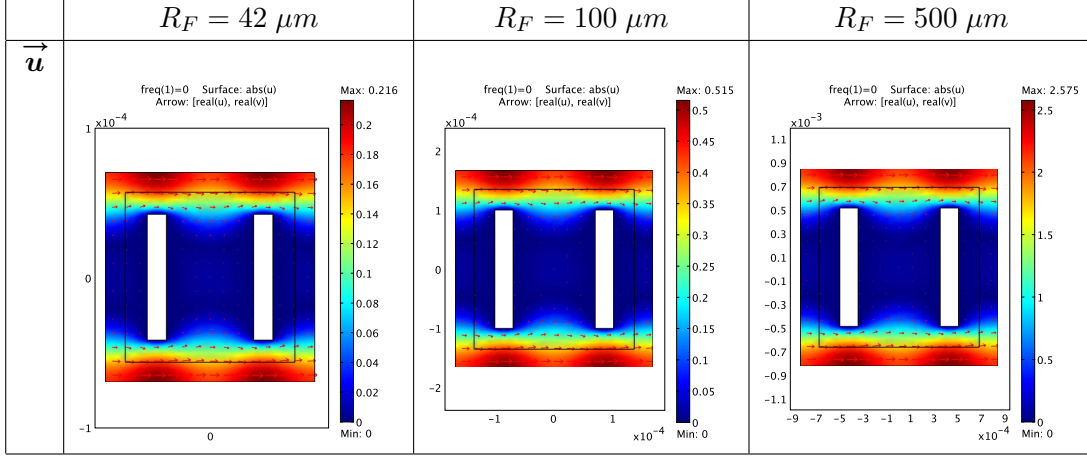 R_F = 42 μm
R_F = 100 μm
R_F = 500 μm
u
freq(1)=0 Surface: abs(u)
Arrow: [real(u), real(v)]
Max: 0.216
x10⁻⁴
1
0
-1
0
0.2
0.18
0.16
0.14
0.12
0.1
0.08
0.06
0.04
0.02
0
Min: 0
freq(1)=0 Surface: abs(u)
Arrow: [real(u), real(v)]
Max: 0.515
x10⁻⁴
2
1
0
-1
-2
-1
0
1
x10⁻⁴
0.5
0.45
0.4
0.35
0.3
0.25
0.2
0.15
0.1
0.05
0
Min: 0
freq(1)=0 Surface: abs(u)
Arrow: [real(u), real(v)]
Max: 2.575
x10⁻³
1.1
0.9
0.7
0.5
0.3
0.1
-0.1
-0.3
-0.5
-0.7
-0.9
-1.1
-9 -7 -5 -3 -1 1 3 5 7 9
x10⁻⁴
2.5
2
1.5
1
0.5
0
Min: 0